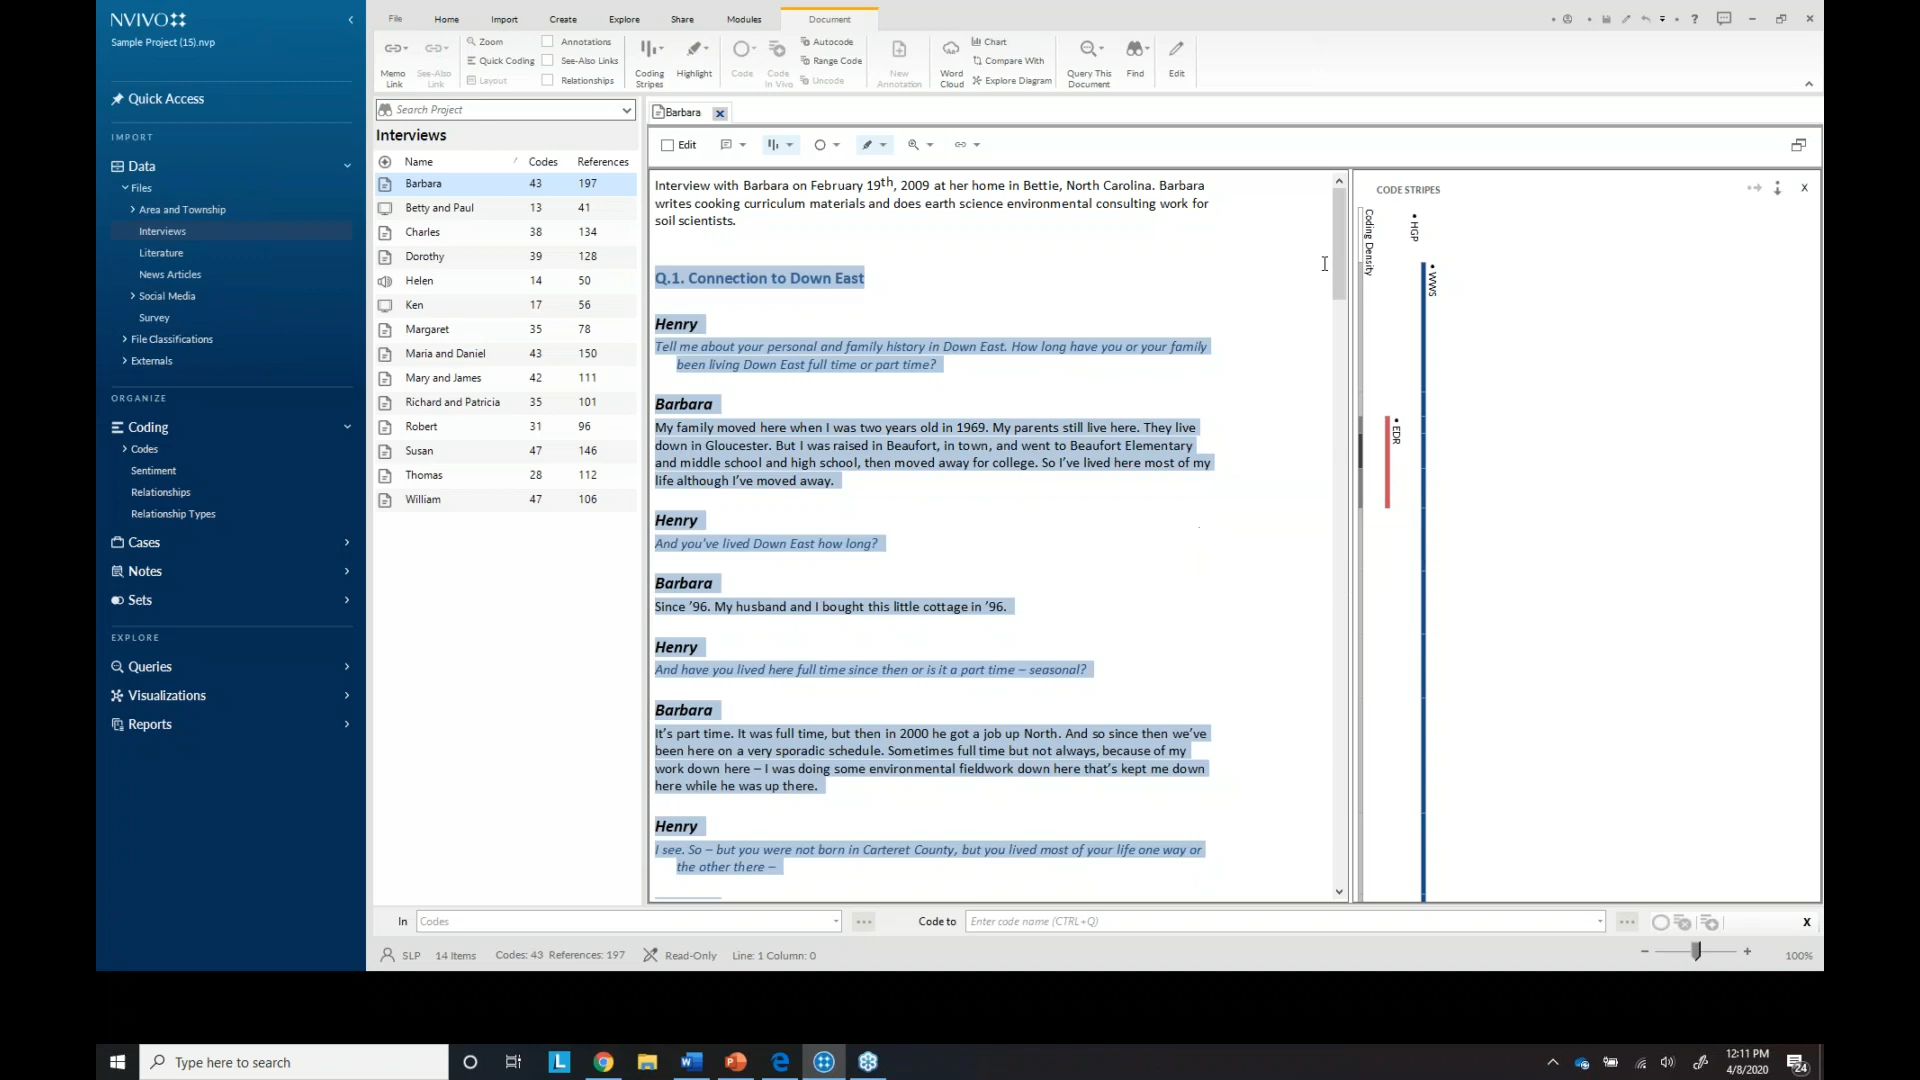 NVIVO
Sample Project (15).nvp
Quick Access
IMPORT
Data
Files
Area and Township
Interviews
Literature
News Articles
Social Media
Survey
File Classifications
Externals
ORGANIZE
Coding
Codes
Sentiment
Relationships
Relationship Types
Cases
Notes
Sets
EXPLORE
Queries
Visualizations
Reports
File Home Import Create Explore Share Modules Document
Memo Link
See-Also Link
Zoom
Quick Coding
Layout
Annotations
See-Also Links
Relationships
Coding Stripes
Highlight
Code
Code In Vivo
Autocode
Range Code
Uncode
New Annotation
Word Cloud
Chart
Compare With
Explore Diagram
Query This Document
Find
Edit
Search Project
Interviews
Name Codes References
Barbara 43 197
Betty and Paul 13 41
Charles 38 134
Dorothy 39 128
Helen 14 50
Ken 17 56
Margaret 35 78
Maria and Daniel 43 150
Mary and James 42 111
Richard and Patricia 35 101
Robert 31 96
Susan 47 146
Thomas 28 112
William 47 106
Barbara
Edit
Interview with Barbara on February 19th, 2009 at her home in Bettie, North Carolina. Barbara
writes cooking curriculum materials and does earth science environmental consulting work for
soil scientists.
Q.1. Connection to Down East
Henry
Tell me about your personal and family history in Down East. How long have you or your family
been living Down East full time or part time?
Barbara
My family moved here when I was two years old in 1969. My parents still live here. They live
down in Gloucester. But I was raised in Beaufort, in town, and went to Beaufort Elementary
and middle school and high school, then moved away for college. So I've lived here most of my
life although I've moved away.
Henry
And you've lived Down East how long?
Barbara
Since '96. My husband and I bought this little cottage in '96.
Henry
And have you lived here full time since then or is it a part time – seasonal?
Barbara
It's part time. It was full time, but then in 2000 he got a job up North. And so since then we've
been here on a very sporadic schedule. Sometimes full time but not always, because of my
work down here – I was doing some environmental fieldwork down here that's kept me down
here while he was up there.
Henry
I see. So – but you were not born in Carteret County, but you lived most of your life one way or
the other there –
CODE STRIPES
Coding Density
HGP
WWS
EDR
In Codes
Code to Enter code name (CTRL+Q)
SLP 14 Items Codes: 43 References: 197 Read-Only Line: 1 Column: 0
100%
Type here to search
12:11 PM
4/8/2020
24